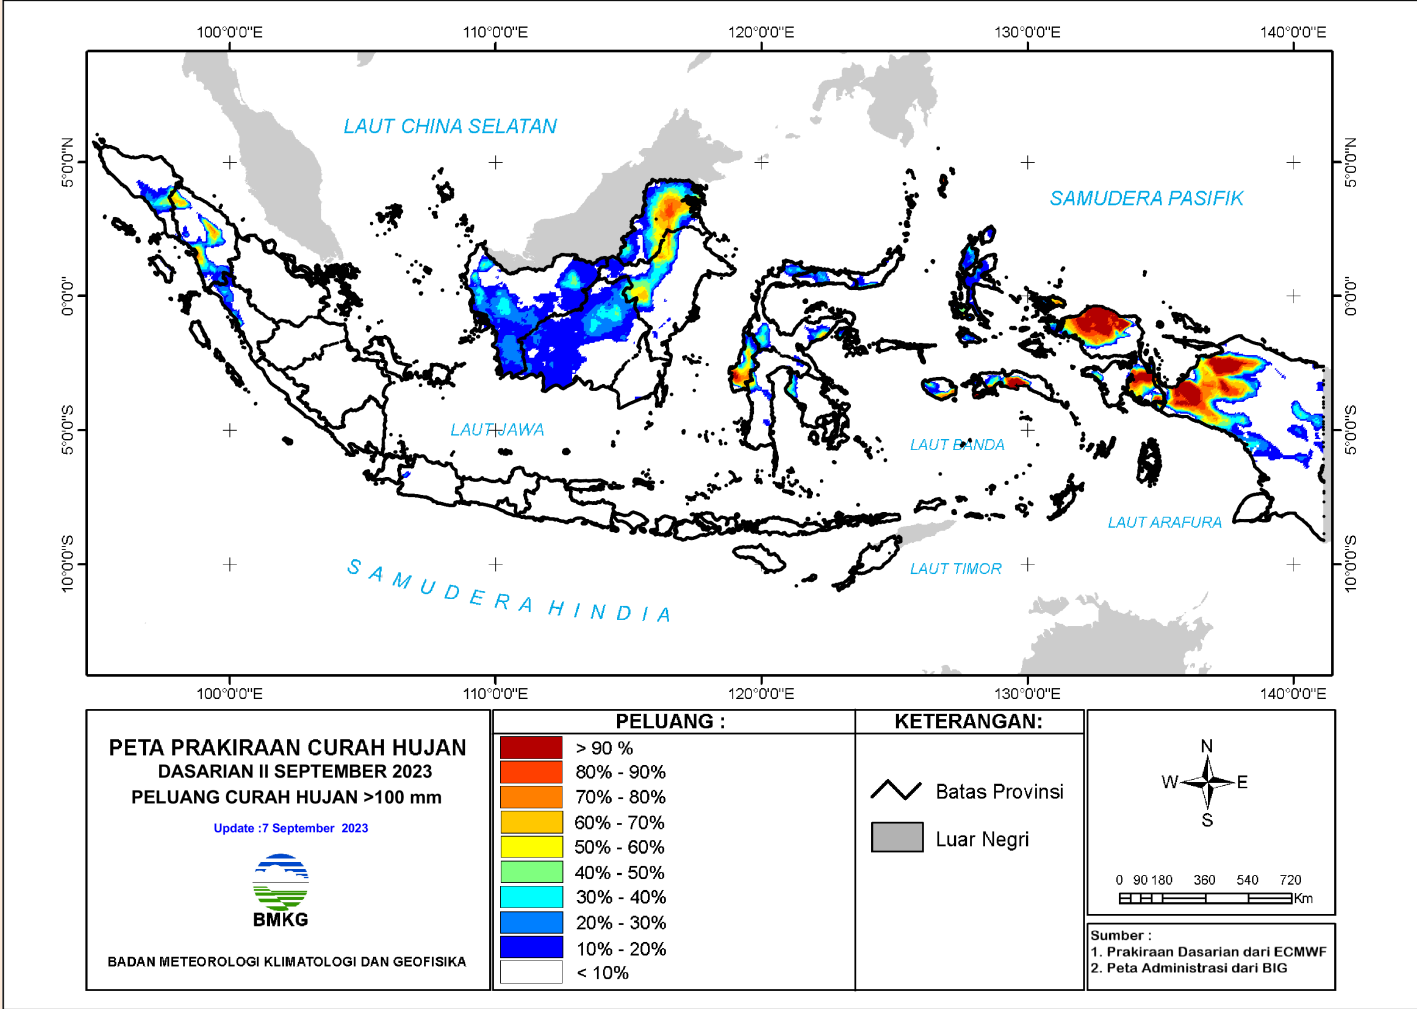 100°0'0"E 110°0'0"E 120°0'0"E 130°0'0"E 140°0'0"E
5°0'0"N 5°0'0"N
LAUT CHINA SELATAN
SAMUDERA PASIFIK
0°0'0" 0°0'0"
5°0'0"S 5°0'0"S
LAUT JAWA
LAUT BANDA
LAUT ARAFURA
LAUT TIMOR
10°0'0"S 10°0'0"S
SAMUDERA HINDIA
100°0'0"E 110°0'0"E 120°0'0"E 130°0'0"E 140°0'0"E
PETA PRAKIRAAN CURAH HUJAN
DASARIAN II SEPTEMBER 2023
PELUANG CURAH HUJAN >100 mm
Update :7 September 2023
BMKG
BADAN METEOROLOGI KLIMATOLOGI DAN GEOFISIKA
PELUANG :
> 90 %
80% - 90%
70% - 80%
60% - 70%
50% - 60%
40% - 50%
30% - 40%
20% - 30%
10% - 20%
< 10%
KETERANGAN:
Batas Provinsi
Luar Negri
N
W E
S
0 90 180 360 540 720
Km
Sumber :
1. Prakiraan Dasarian dari ECMWF
2. Peta Administrasi dari BIG